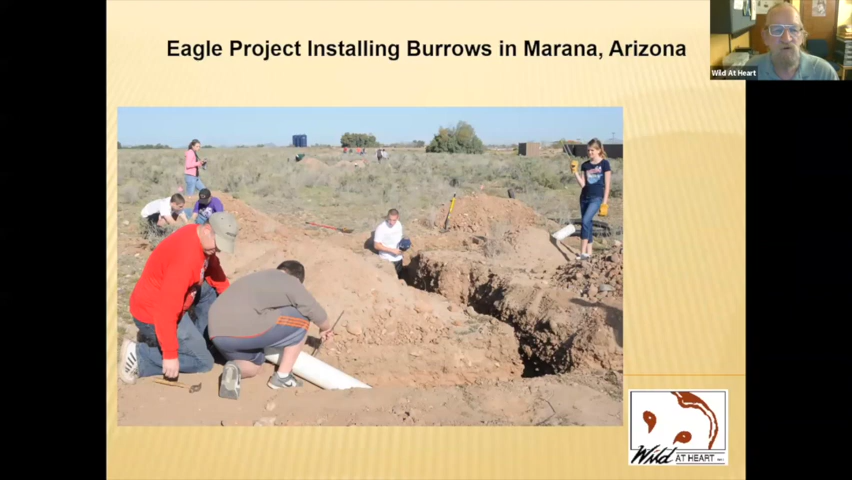 Eagle Project Installing Burrows in Marana, Arizona
Wild At Heart
Wild AT HEART